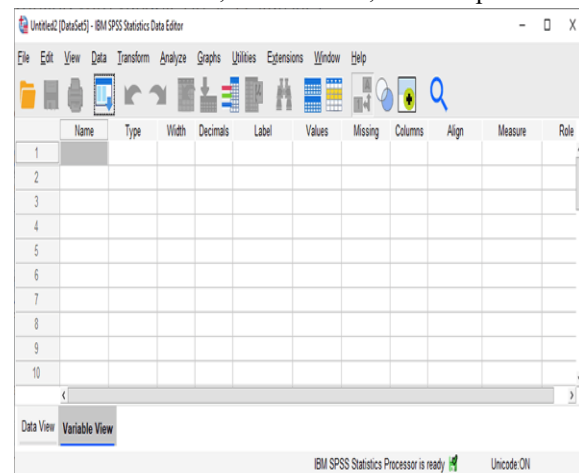 Untitled2 [DataSet5] - IBM SPSS Statistics Data Editor
File Edit View Data Transform Analyze Graphs Utilities Extensions Window Help
Name Type Width Decimals Label Values Missing Columns Align Measure Role
1
2
3
4
5
6
7
8
9
10
Data View Variable View
IBM SPSS Statistics Processor is ready Unicode:ON